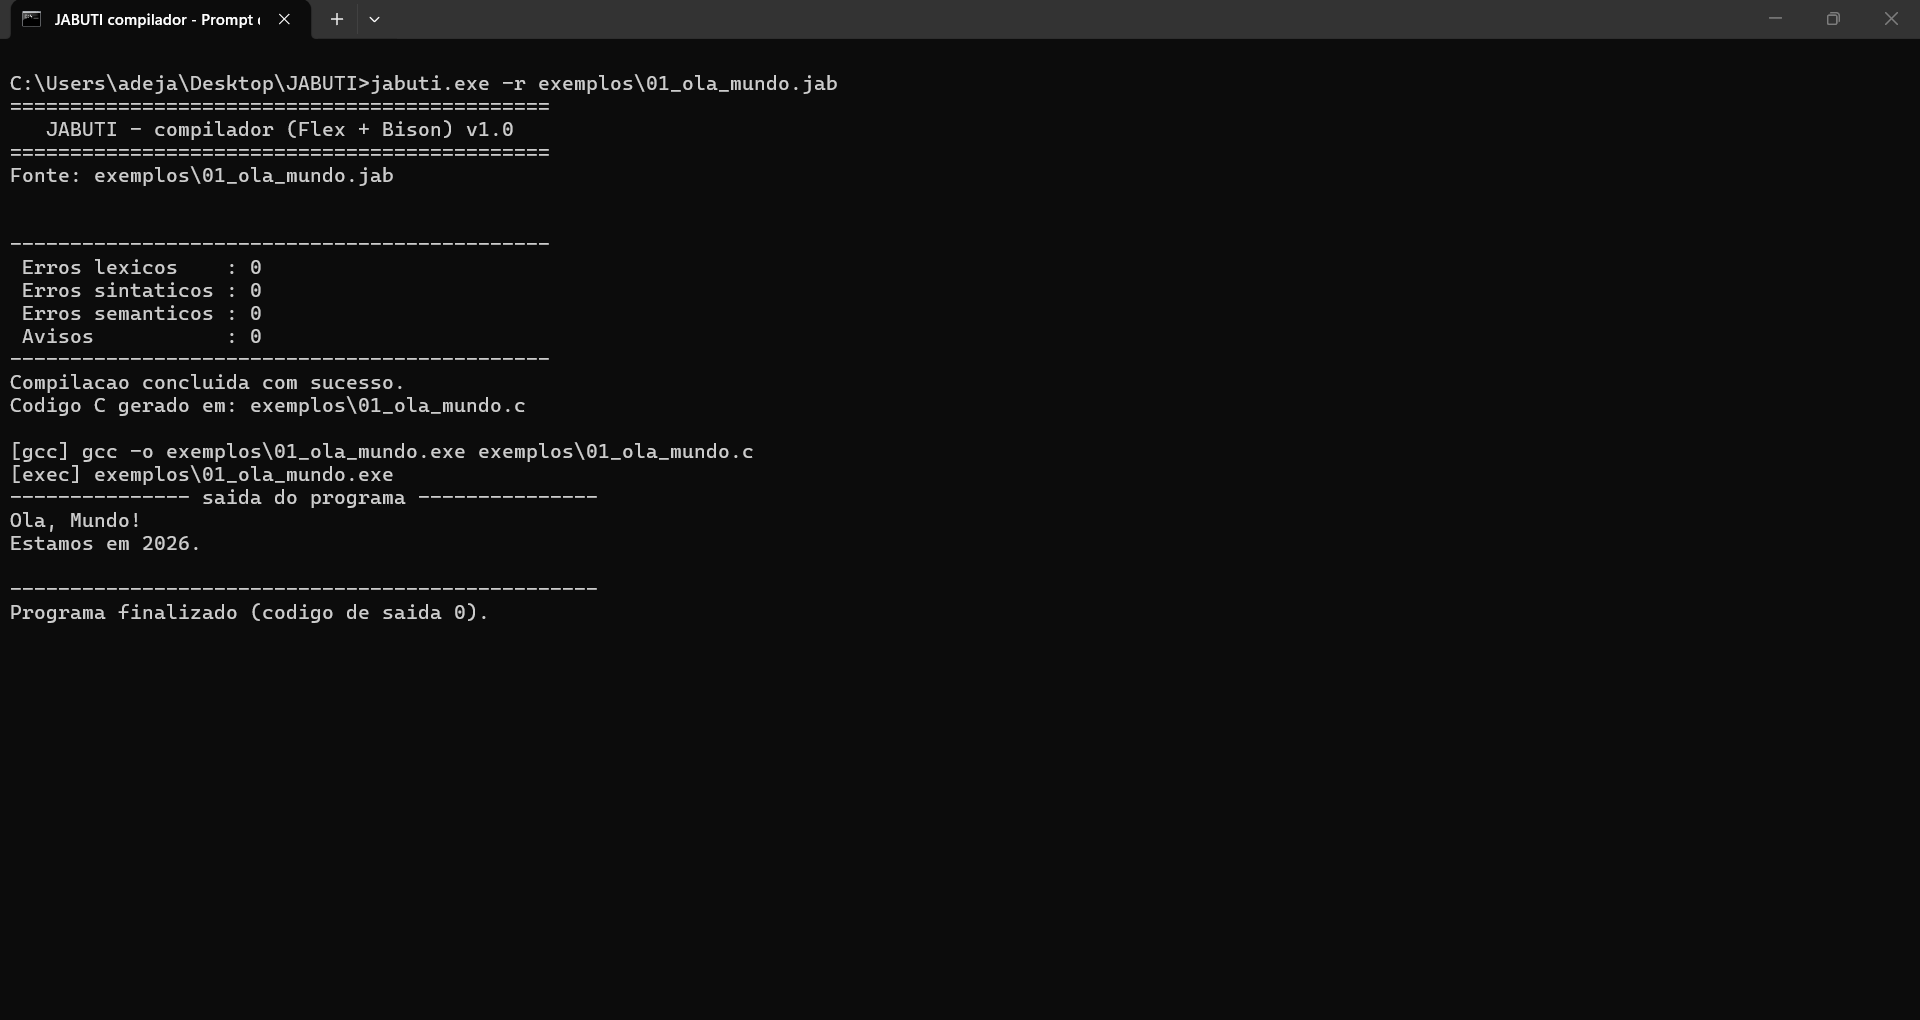 JABUTI compilador - Prompt
C:\Users\adeja\Desktop\JABUTI>jabuti.exe -r exemplos\01_ola_mundo.jab
=============================================
   JABUTI - compilador (Flex + Bison) v1.0
=============================================
Fonte: exemplos\01_ola_mundo.jab
---------------------------------------------
 Erros lexicos    : 0
 Erros sintaticos : 0
 Erros semanticos : 0
 Avisos           : 0
---------------------------------------------
Compilacao concluida com sucesso.
Codigo C gerado em: exemplos\01_ola_mundo.c
[gcc] gcc -o exemplos\01_ola_mundo.exe exemplos\01_ola_mundo.c
[exec] exemplos\01_ola_mundo.exe
--------------- saida do programa ---------------
Ola, Mundo!
Estamos em 2026.
-------------------------------------------------
Programa finalizado (codigo de saida 0).